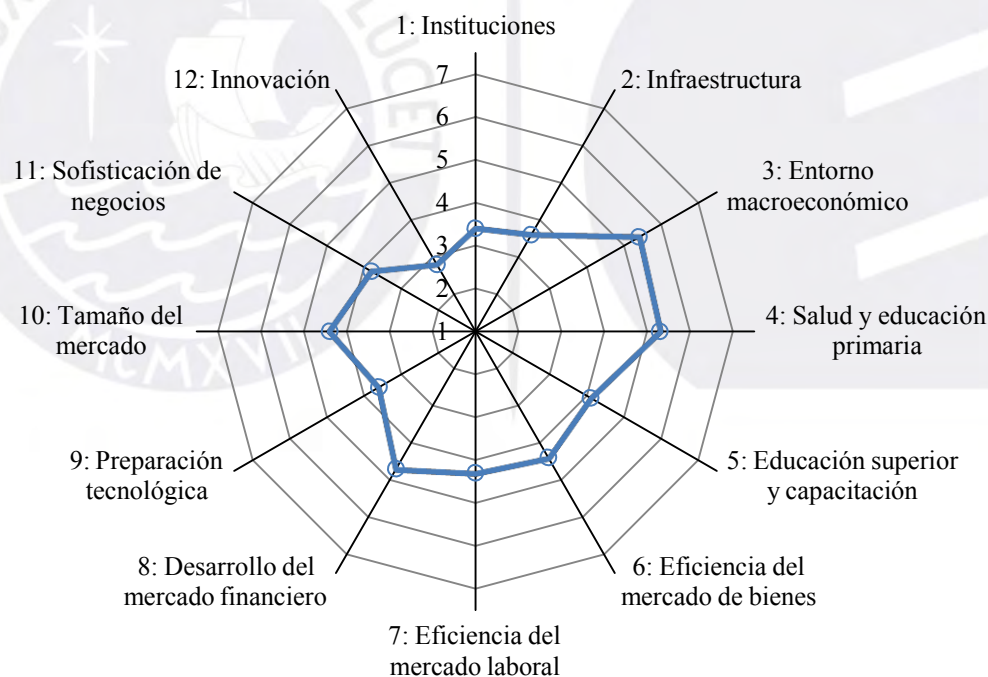 1: Instituciones
2: Infraestructura
3: Entorno
macroeconómico
4: Salud y educación
primaria
5: Educación superior
y capacitación
6: Eficiencia del
mercado de bienes
7: Eficiencia del
mercado laboral
8: Desarrollo del
mercado financiero
9: Preparación
tecnológica
10: Tamaño del
mercado
11: Sofisticación de
negocios
12: Innovación
7
6
5
4
3
2
1